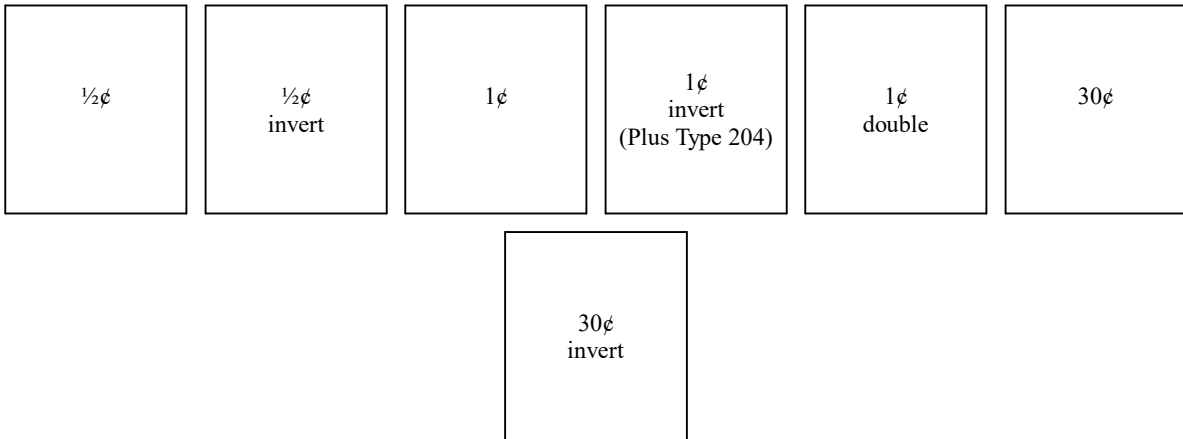 ½¢
½¢
invert
1¢
1¢
invert
(Plus Type 204)
1¢
double
30¢
30¢
invert